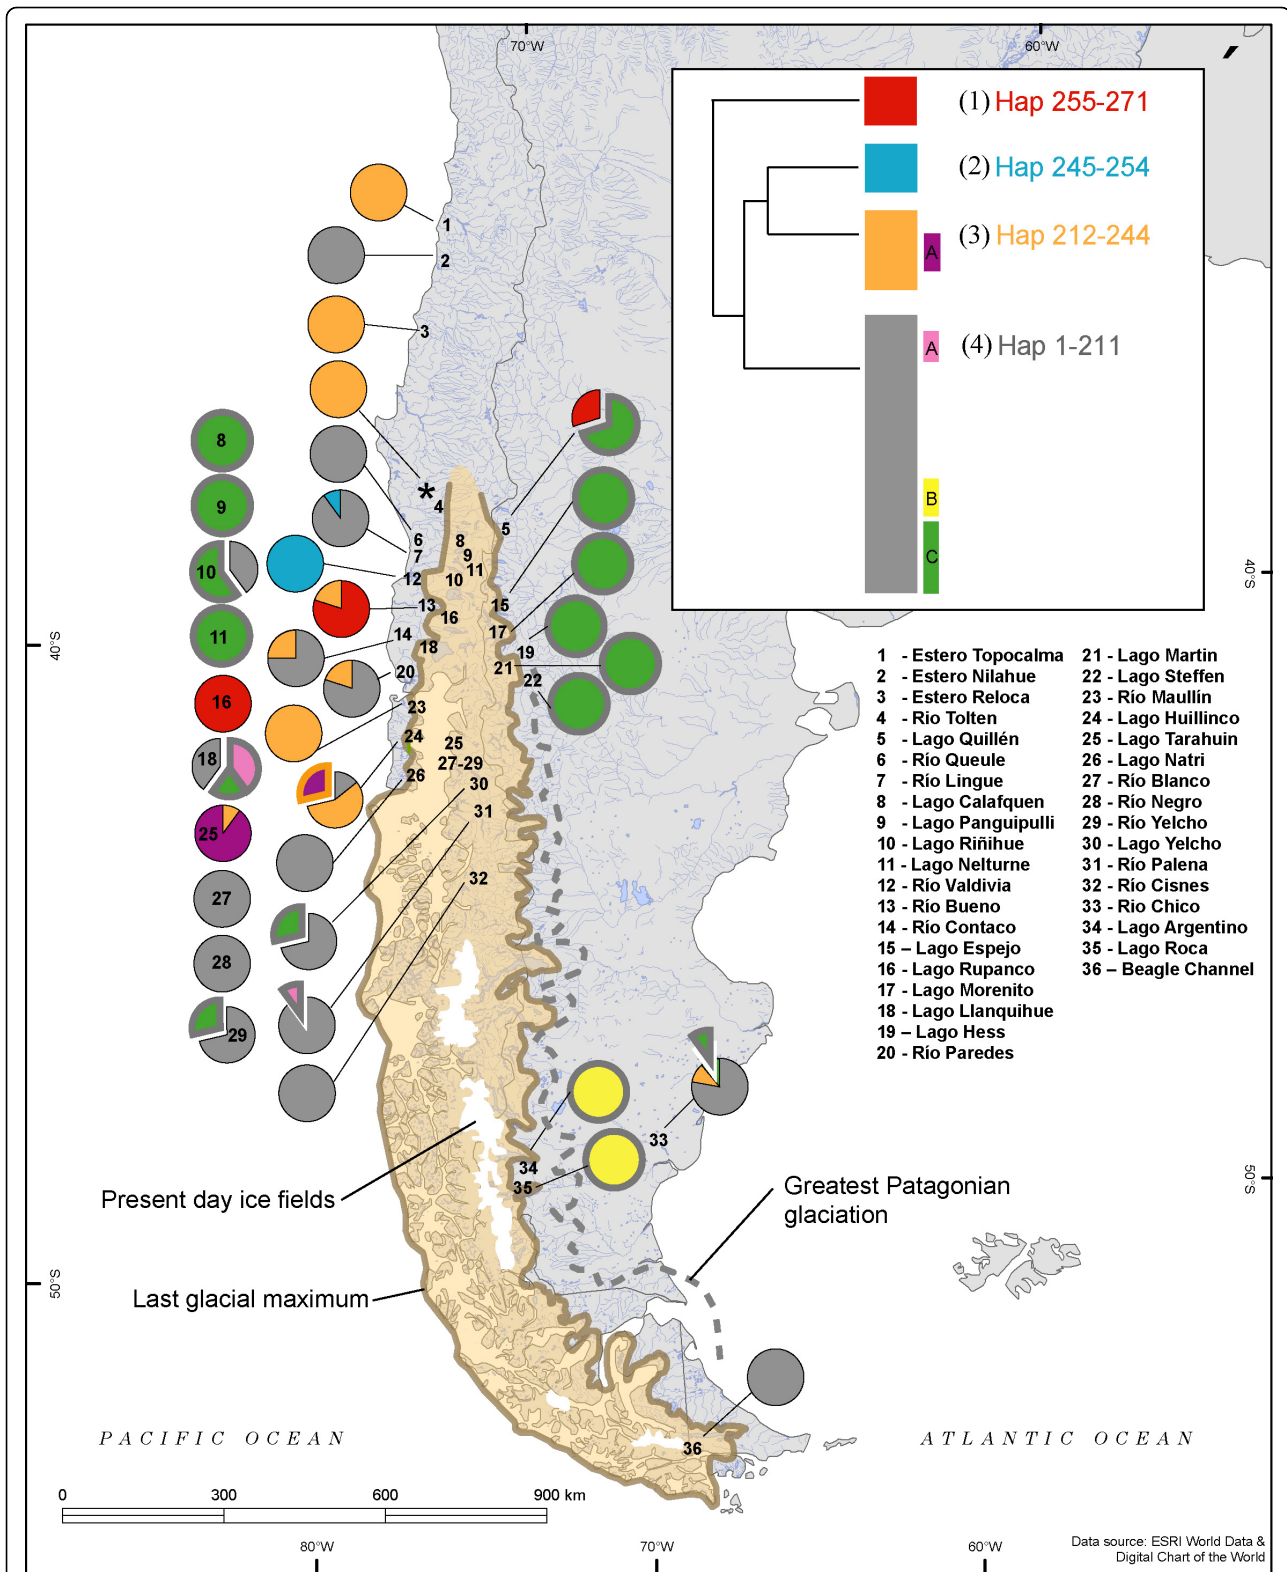 70°W
60°W
(1) Hap 255-271
(2) Hap 245-254
(3) Hap 212-244
A
(4) Hap 1-211
A
B
C
1
2
3
4
5
6
7
8
9
10
11
12
13
14
15
16
17
18
19
20
21
22
23
24
25
26
27-29
30
31
32
33
34
35
36
8
9
10
11
16
18
25
27
28
29
*
40°S
40°S
50°S
50°S
1 - Estero Topocalma
2 - Estero Nilahue
3 - Estero Reloca
4 - Rio Tolten
5 - Lago Quillén
6 - Río Queule
7 - Río Lingue
8 - Lago Calafquen
9 - Lago Panguipulli
10 - Lago Riñihue
11 - Lago Nelturne
12 - Río Valdivia
13 - Río Bueno
14 - Río Contaco
15 – Lago Espejo
16 - Lago Rupanco
17 - Lago Morenito
18 - Lago Llanquihue
19 – Lago Hess
20 - Río Paredes
21 - Lago Martin
22 - Lago Steffen
23 - Río Maullín
24 - Lago Huillinco
25 - Lago Tarahuin
26 - Lago Natri
27 - Río Blanco
28 - Río Negro
29 - Río Yelcho
30 - Lago Yelcho
31 - Río Palena
32 - Río Cisnes
33 - Rio Chico
34 - Lago Argentino
35 - Lago Roca
36 – Beagle Channel
Present day ice fields
Greatest Patagonian
glaciation
Last glacial maximum
PACIFIC OCEAN
ATLANTIC OCEAN
0 300 600 900 km
Data source: ESRI World Data &
Digital Chart of the World
80°W
70°W
60°W